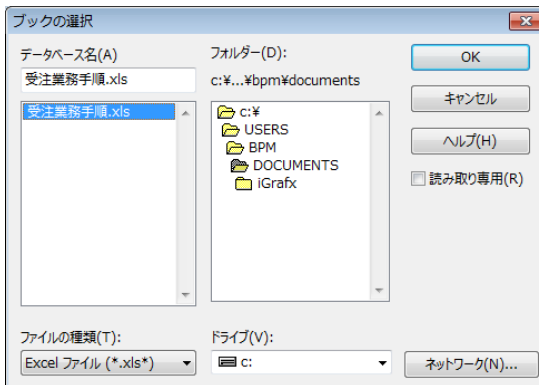 ブックの選択
データベース名(A)
受注業務手順.xls
受注業務手順.xls
フォルダー(D):
c:¥...¥bpm¥documents
c:¥
USERS
BPM
DOCUMENTS
iGrafx
OK
キャンセル
ヘルプ(H)
読み取り専用(R)
ファイルの種類(T):
Excel ファイル (*.xls*)
ドライブ(V):
c:
ネットワーク(N)...